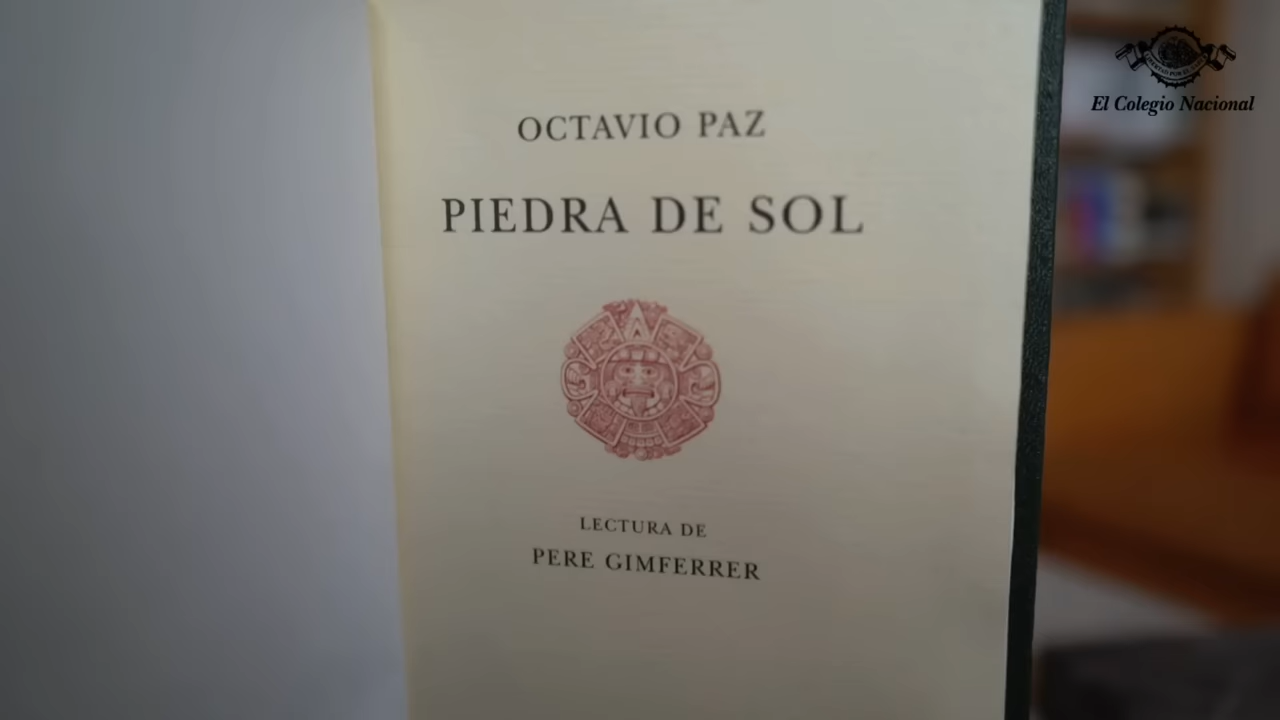 OCTAVIO PAZ
PIEDRA DE SOL
LECTURA DE
PERE GIMFERRER
El Colegio Nacional